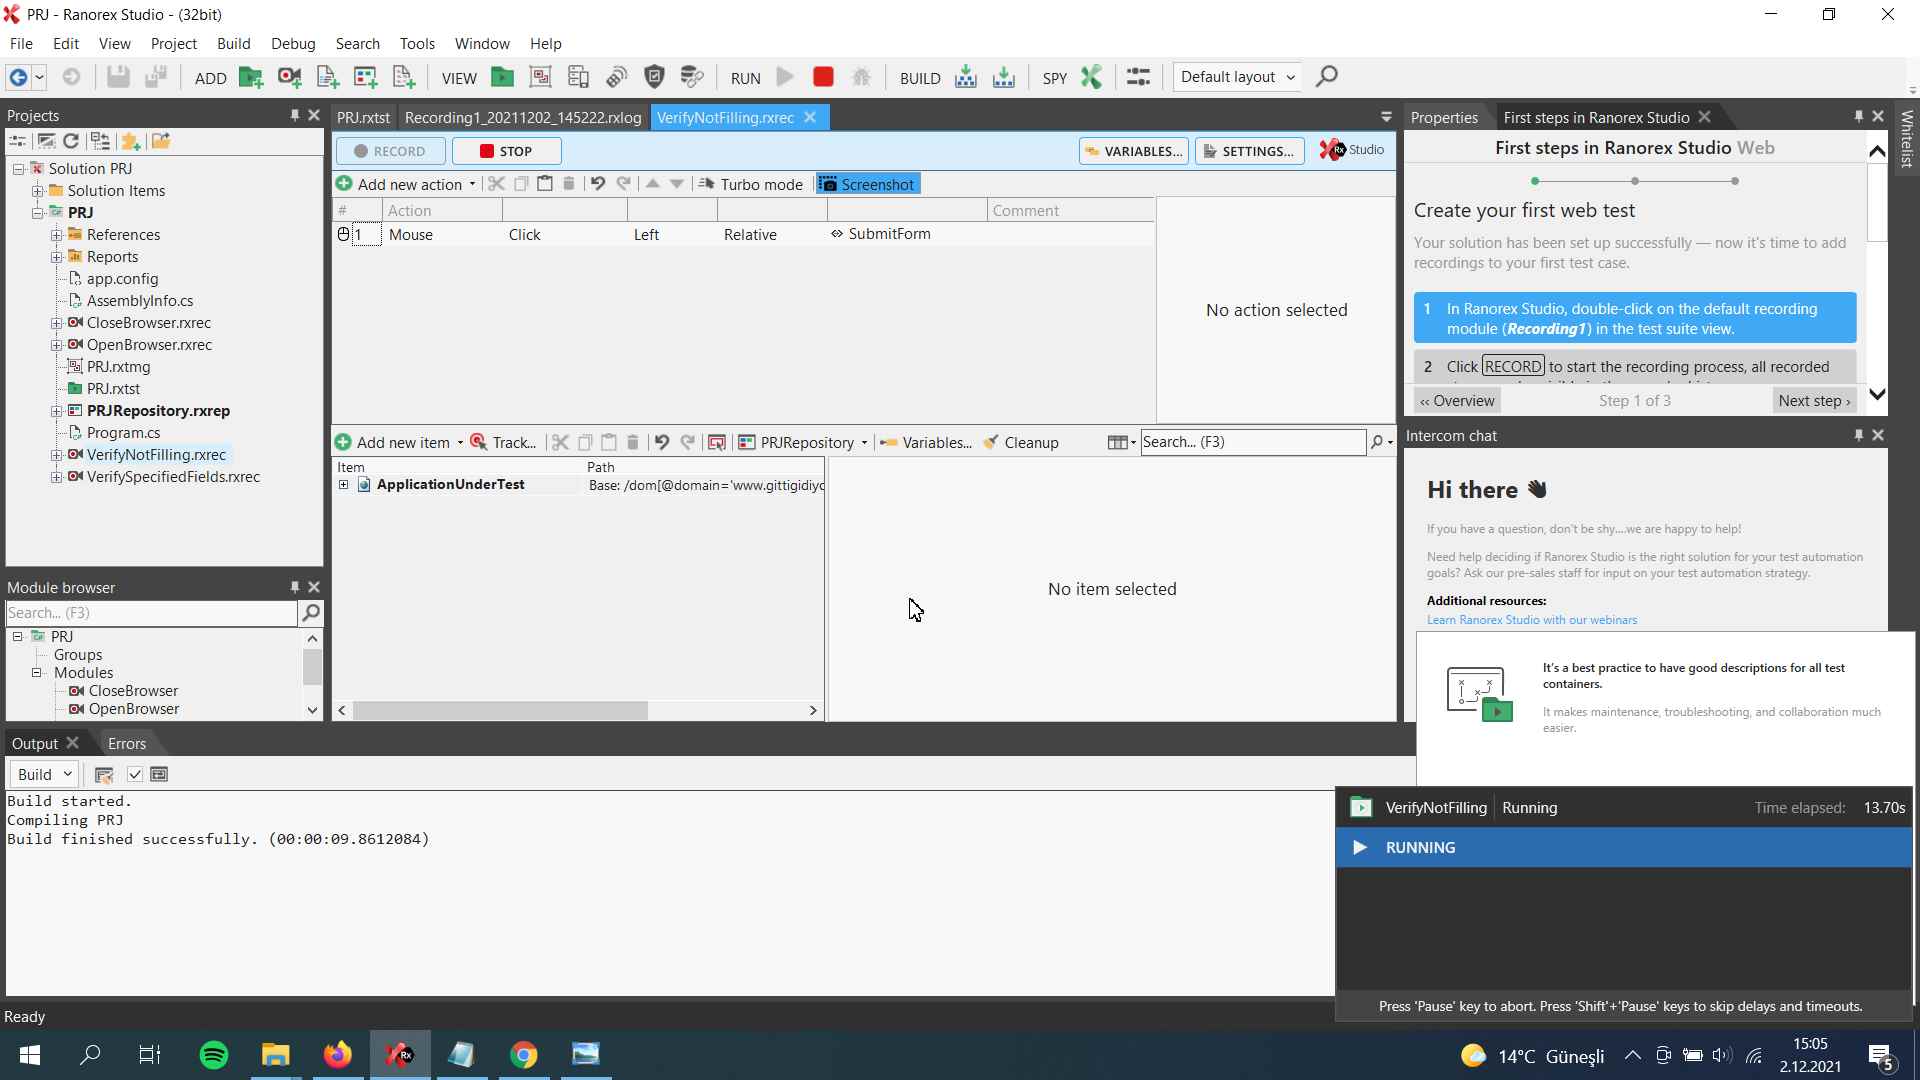 PRJ - Ranorex Studio - (32bit)
File Edit View Project Build Debug Search Tools Window Help
ADD VIEW RUN BUILD SPY Default layout
Projects
Solution PRJ
Solution Items
PRJ
References
Reports
app.config
AssemblyInfo.cs
CloseBrowser.rxrec
OpenBrowser.rxrec
PRJ.rxtmg
PRJ.rxtst
PRJRepository.rxrep
Program.cs
VerifyNotFilling.rxrec
VerifySpecifiedFields.rxrec
Module browser
Search... (F3)
PRJ
Groups
Modules
CloseBrowser
OpenBrowser
PRJ.rxtst Recording1_20211202_145222.rxlog VerifyNotFilling.rxrec
RECORD STOP VARIABLES... SETTINGS... Rx Studio
Add new action Turbo mode Screenshot
# Action Comment
1 Mouse Click Left Relative SubmitForm
No action selected
Add new item Track... PRJRepository Variables... Cleanup Search... (F3)
Item Path
ApplicationUnderTest Base: /dom[@domain='www.gittigidiyo
No item selected
Properties First steps in Ranorex Studio
Whitelist
First steps in Ranorex Studio Web
Create your first web test
Your solution has been set up successfully — now it's time to add
recordings to your first test case.
1 In Ranorex Studio, double-click on the default recording
module (Recording1) in the test suite view.
2 Click RECORD to start the recording process, all recorded
‹‹ Overview Step 1 of 3 Next step ›
Intercom chat
Hi there
If you have a question, don't be shy....we are happy to help!
Need help deciding if Ranorex Studio is the right solution for your test automation
goals? Ask our pre-sales staff for input on your test automation strategy.
Additional resources:
Learn Ranorex Studio with our webinars
It's a best practice to have good descriptions for all test
containers.
It makes maintenance, troubleshooting, and collaboration much
easier.
VerifyNotFilling Running Time elapsed: 13.70s
RUNNING
Press 'Pause' key to abort. Press 'Shift'+'Pause' keys to skip delays and timeouts.
Output Errors
Build
Build started.
Compiling PRJ
Build finished successfully. (00:00:09.8612084)
Ready
Rx
14°C Güneşli
15:05
2.12.2021
5